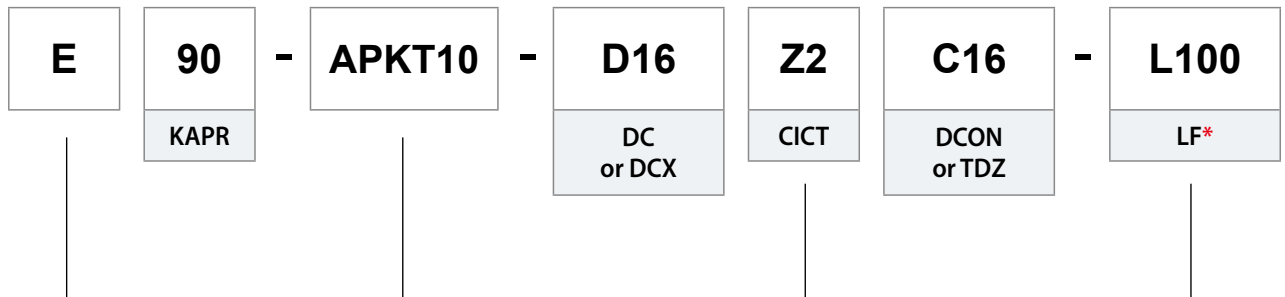 E 90 - APKT10 - D16 Z2 C16 - L100
KAPR DC or DCX CICT DCON or TDZ LF*